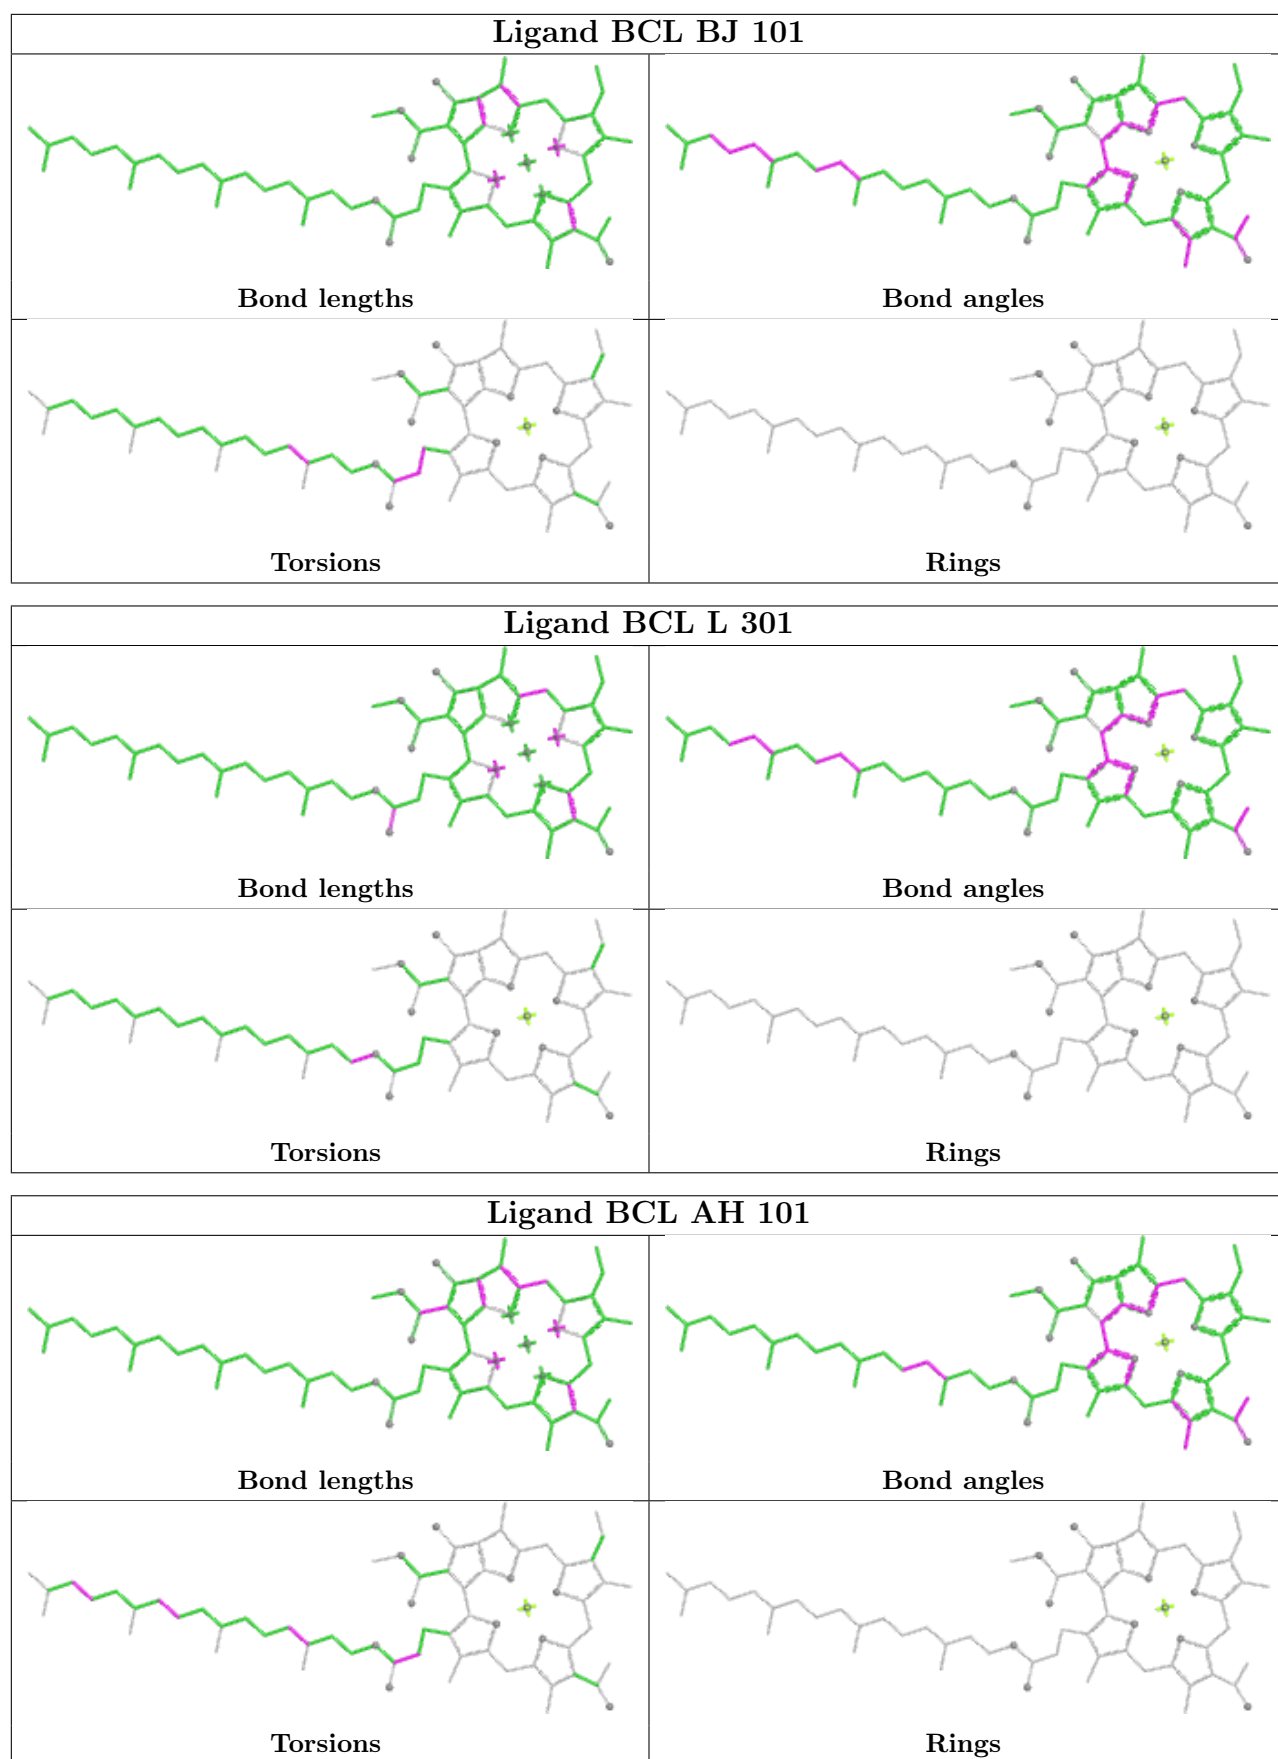 Ligand BCL BJ 101
Bond lengths
Bond angles
Torsions
Rings
Ligand BCL L 301
Bond lengths
Bond angles
Torsions
Rings
Ligand BCL AH 101
Bond lengths
Bond angles
Torsions
Rings